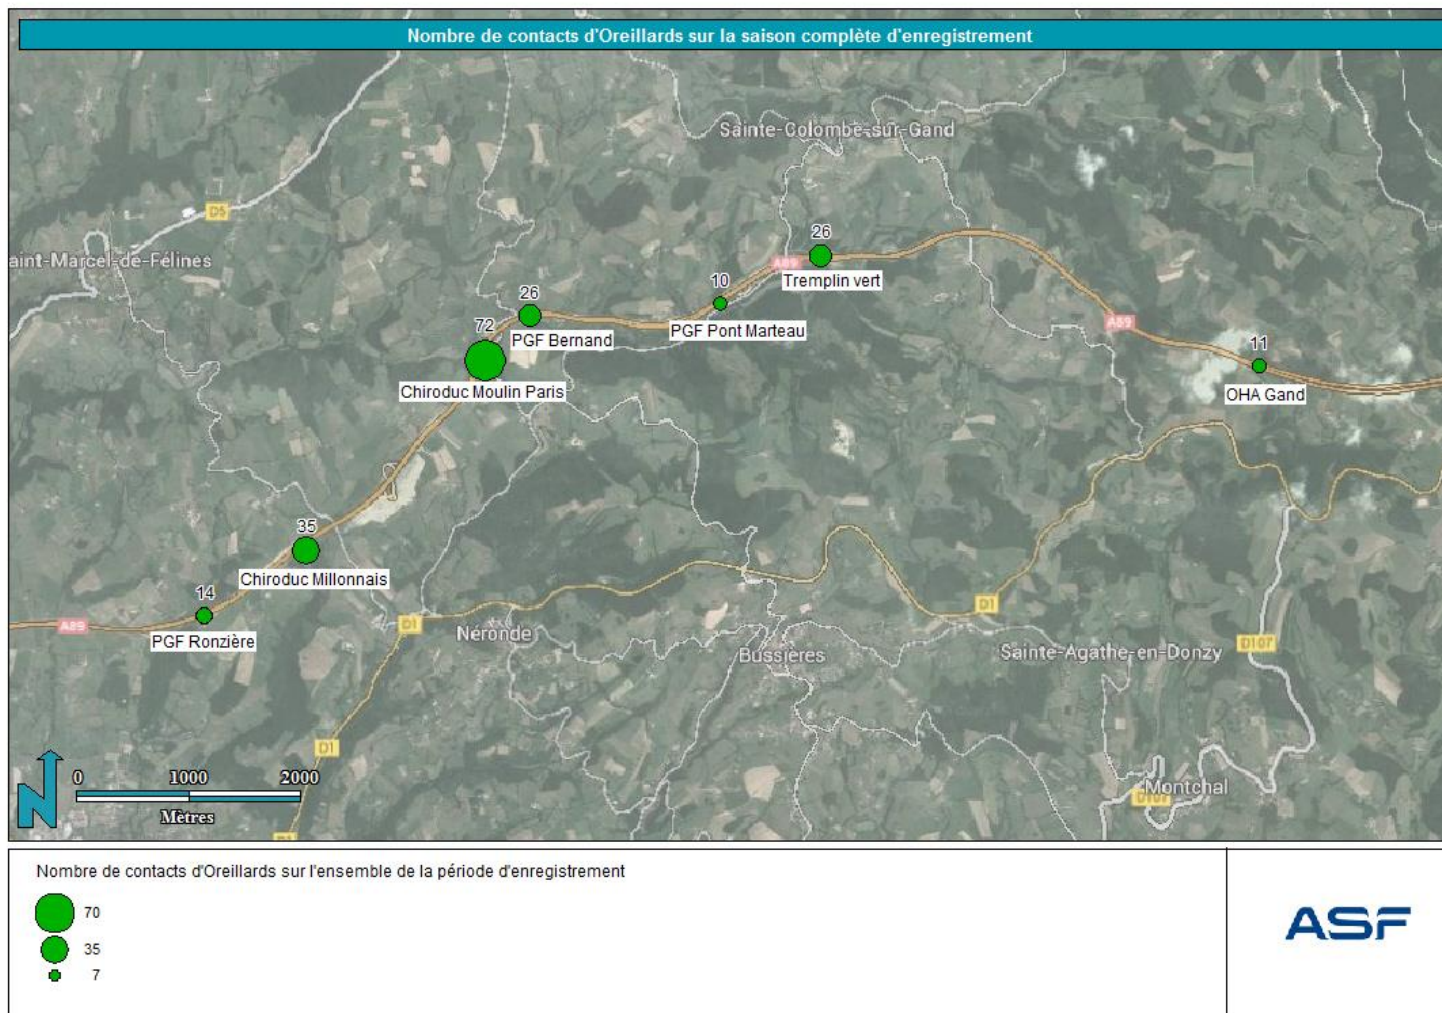 Nombre de contacts d'Oreillards sur la saison complète d'enregistrement
Sainte-Colombe-sur-Gand
D5
aint-Marcel-de-Félines
26
A89
Tremplin vert
10
PGF Pont Marteau
26
PGF Bernand
72
Chiroduc Moulin Paris
A89
11
OHA Gand
35
Chiroduc Millonnais
14
PGF Ronzière
A89
D1
Néronde
D1
Bussières
Sainte-Agathe-en-Donzy
D107
D1
Montchal
D107
D1
N
0 1000 2000
Mètres
Nombre de contacts d'Oreillards sur l'ensemble de la période d'enregistrement
70
35
7
ASF